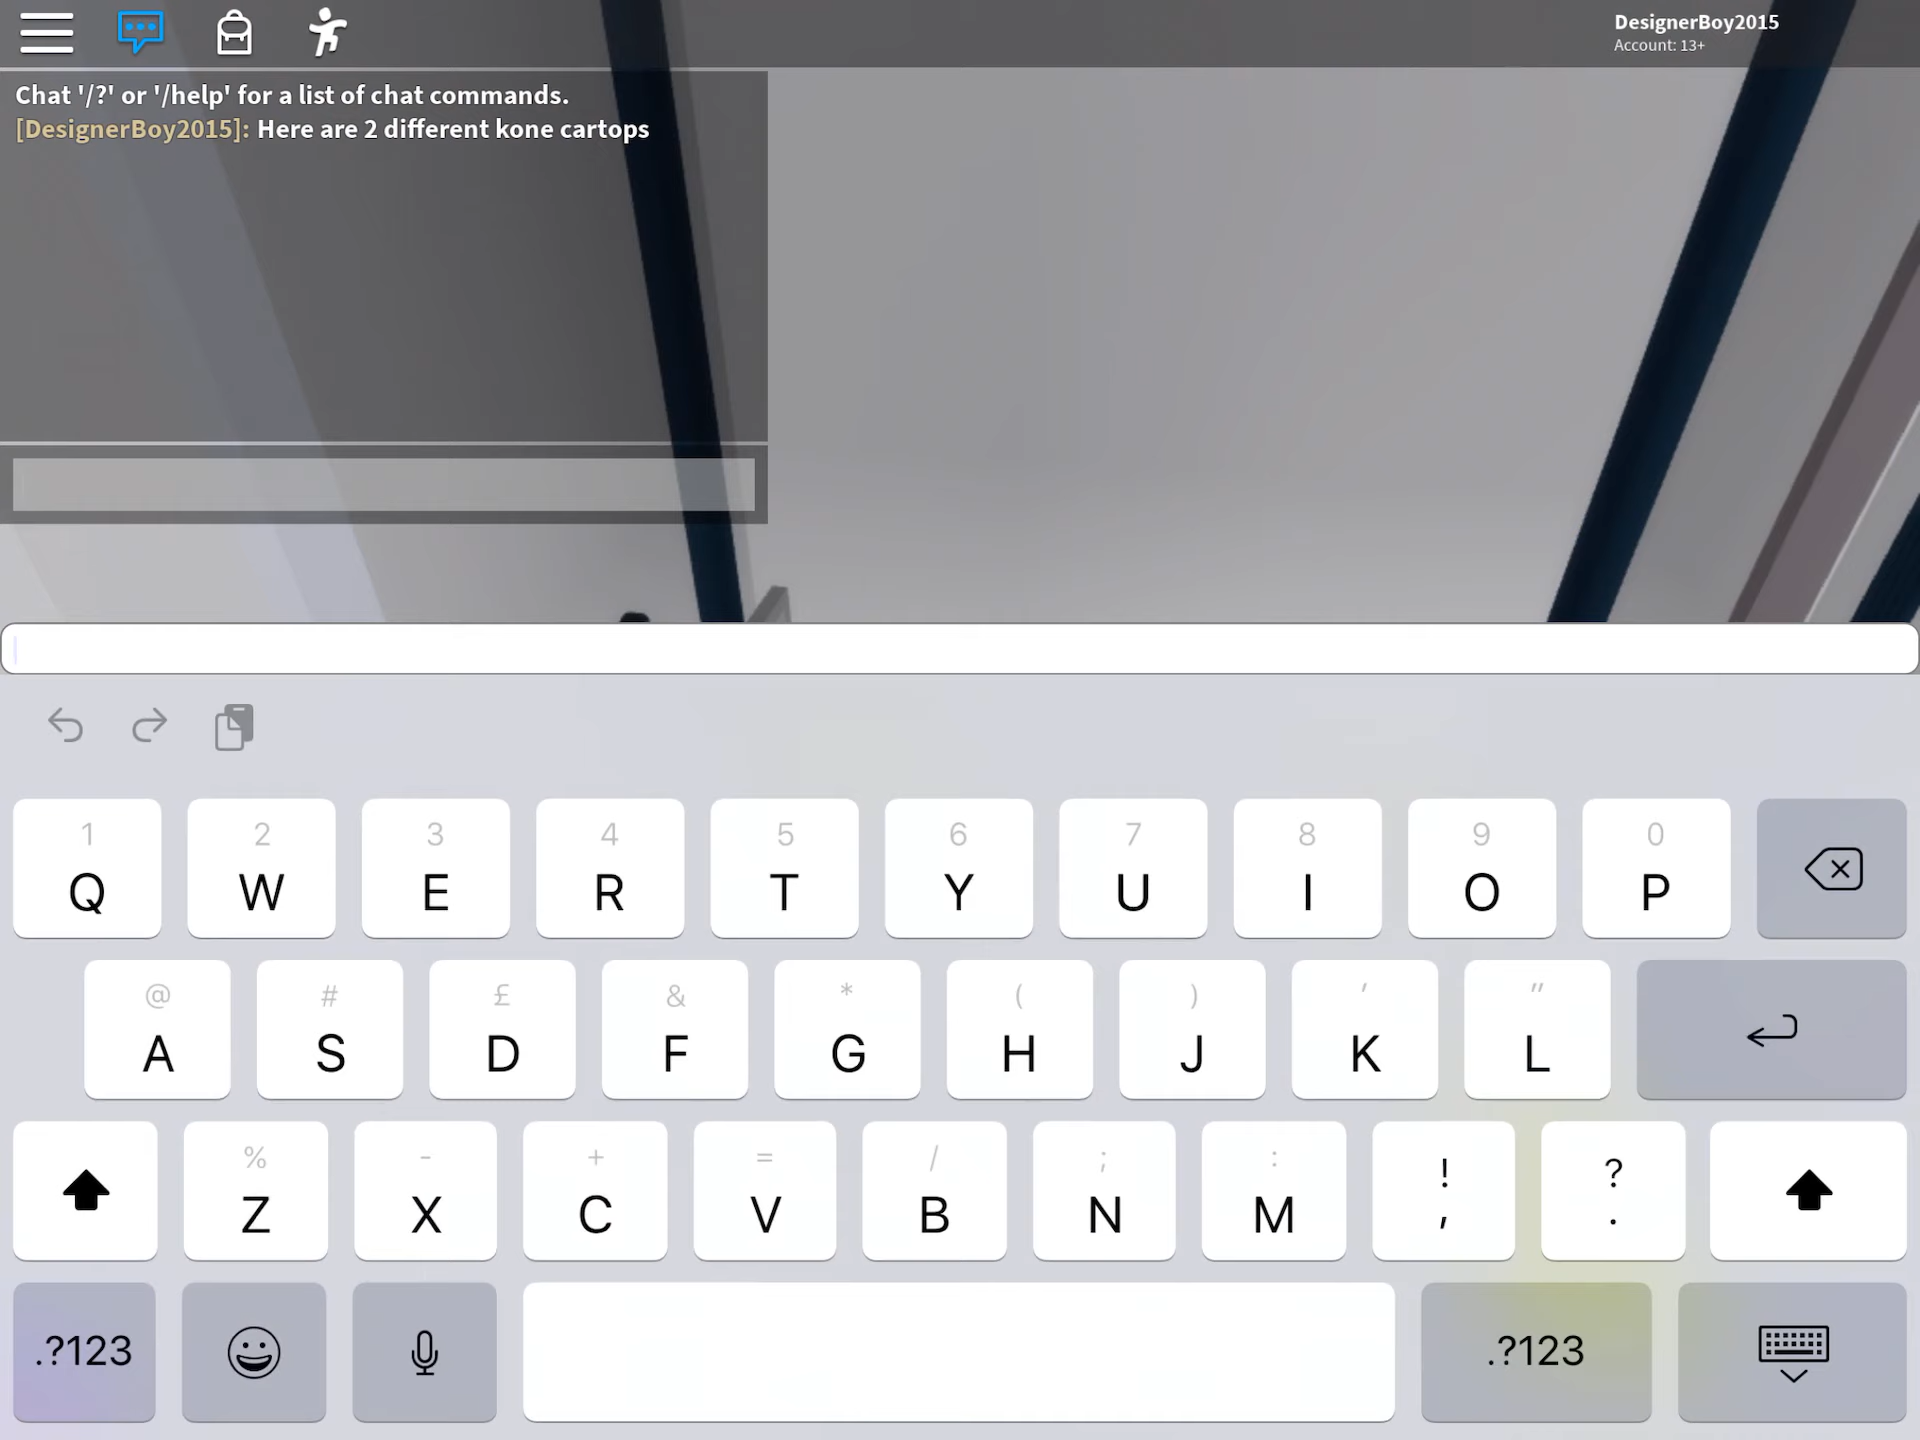 DesignerBoy2015
Account: 13+
Chat '/?' or '/help' for a list of chat commands.
[DesignerBoy2015]: Here are 2 different kone cartops
1 2 3 4 5 6 7 8 9 0
Q W E R T Y U I O P
@ # £ & * ( ) ' "
A S D F G H J K L
% - + = / ; : ! ?
Z X C V B N M , .
.?123 .?123